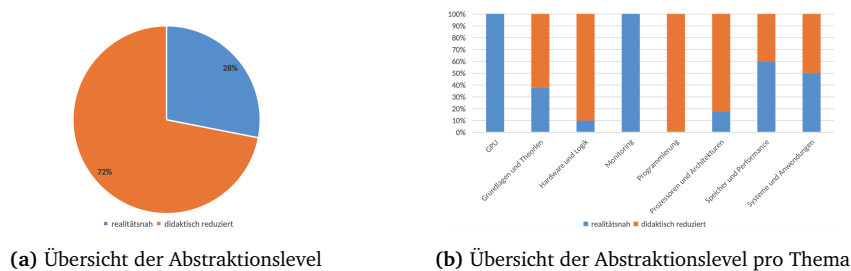 28%
72%
realitätsnah didaktisch reduziert
(a) Übersicht der Abstraktionslevel
100%
90%
80%
70%
60%
50%
40%
30%
20%
10%
0%
GPU
Grundlagen und Theorien
Hardware und Logik
Monitoring
Programmierung
Prozessoren und Architekturen
Speicher und Performance
Systeme und Anwendungen
realitätsnah didaktisch reduziert
(b) Übersicht der Abstraktionslevel pro Thema